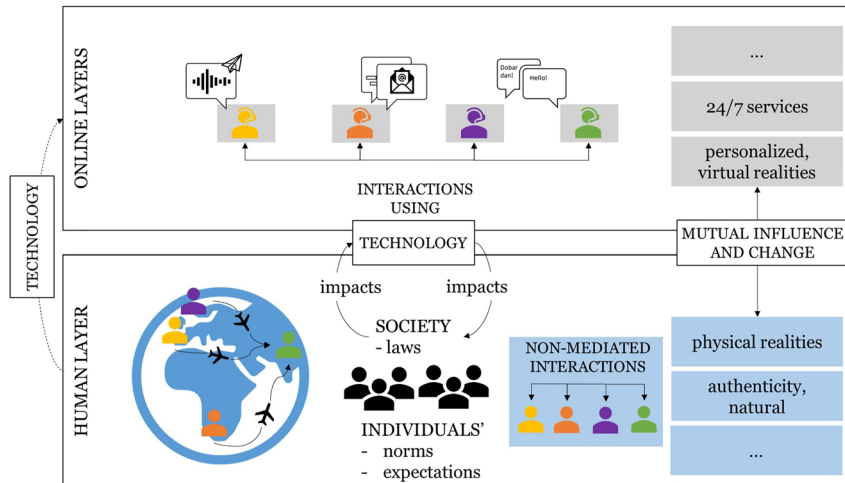 ONLINE LAYERS
@
Dobar
dan!
Hello!
...
24/7 services
personalized,
virtual realities
TECHNOLOGY
INTERACTIONS
USING
TECHNOLOGY
MUTUAL INFLUENCE
AND CHANGE
HUMAN LAYER
impacts
impacts
SOCIETY
- laws
INDIVIDUALS'
- norms
- expectations
NON-MEDIATED
INTERACTIONS
physical realities
authenticity,
natural
...